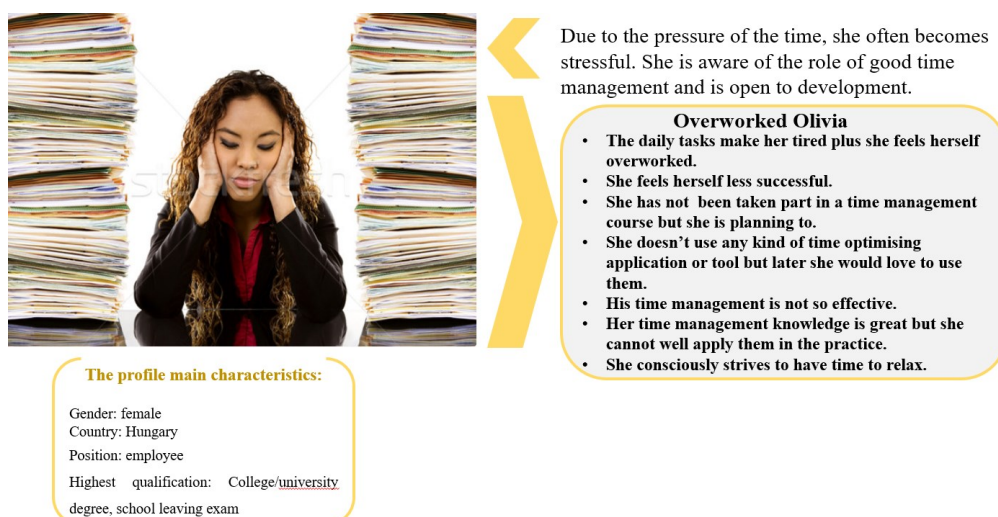 Due to the pressure of the time, she often becomes
stressful. She is aware of the role of good time
management and is open to development.
Overworked Olivia
• The daily tasks make her tired plus she feels herself
overworked.
• She feels herself less successful.
• She has not been taken part in a time management
course but she is planning to.
• She doesn’t use any kind of time optimising
application or tool but later she would love to use
them.
• His time management is not so effective.
• Her time management knowledge is great but she
cannot well apply them in the practice.
• She consciously strives to have time to relax.
The profile main characteristics:
Gender: female
Country: Hungary
Position: employee
Highest qualification: College/university
degree, school leaving exam